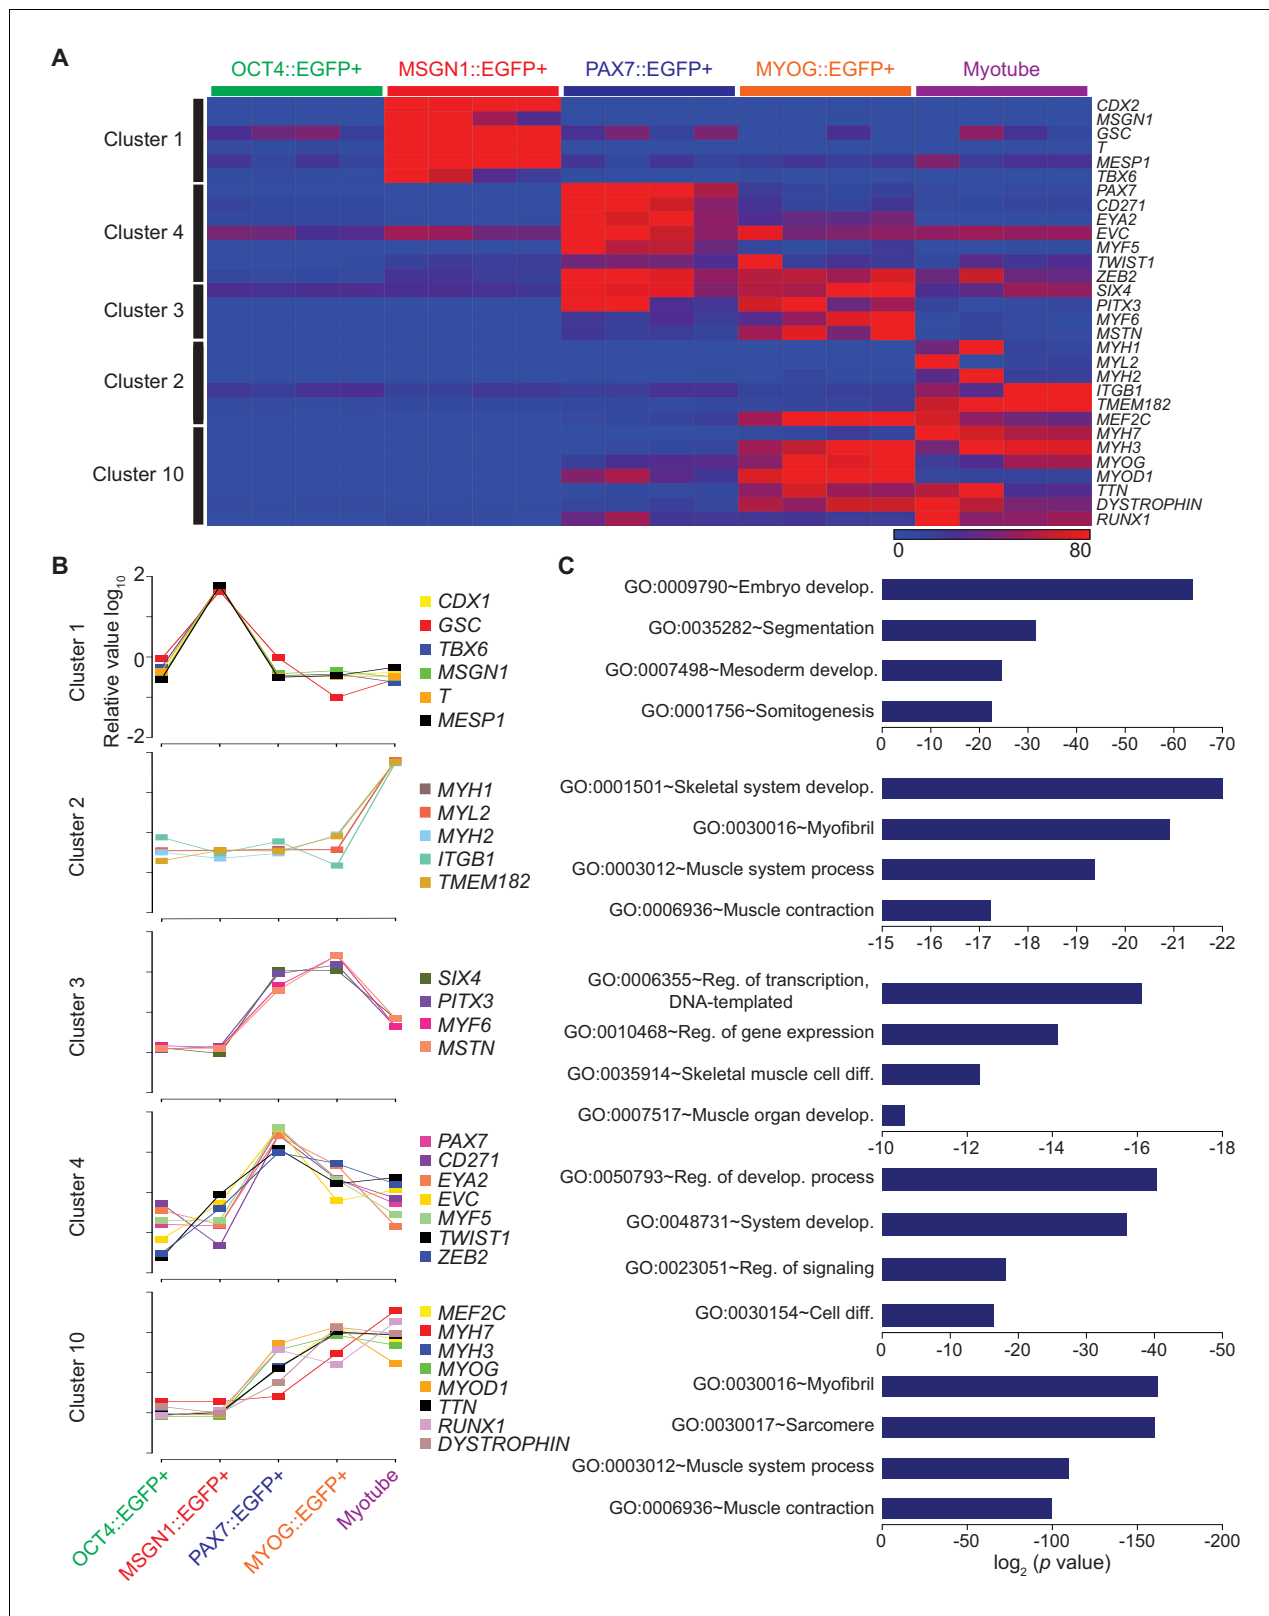 A
OCT4::EGFP+ MSGN1::EGFP+ PAX7::EGFP+ MYOG::EGFP+ Myotube
Cluster 1
Cluster 4
Cluster 3
Cluster 2
Cluster 10
CDX2
MSGN1
GSC
T
MESP1
TBX6
PAX7
CD271
EYA2
EVC
MYF5
TWIST1
ZEB2
SIX4
PITX3
MYF6
MSTN
MYH1
MYL2
MYH2
ITGB1
TMEM182
MEF2C
MYH7
MYH3
MYOG
MYOD1
TTN
DYSTROPHIN
RUNX1
0 80
B
Cluster 1
Relative value log10
2
0
-2
CDX1
GSC
TBX6
MSGN1
T
MESP1
Cluster 2
MYH1
MYL2
MYH2
ITGB1
TMEM182
Cluster 3
SIX4
PITX3
MYF6
MSTN
Cluster 4
PAX7
CD271
EYA2
EVC
MYF5
TWIST1
ZEB2
Cluster 10
MEF2C
MYH7
MYH3
MYOG
MYOD1
TTN
RUNX1
DYSTROPHIN
OCT4::EGFP+
MSGN1::EGFP+
PAX7::EGFP+
MYOG::EGFP+
Myotube
C
GO:0009790~Embryo develop.
GO:0035282~Segmentation
GO:0007498~Mesoderm develop.
GO:0001756~Somitogenesis
0 -10 -20 -30 -40 -50 -60 -70
GO:0001501~Skeletal system develop.
GO:0030016~Myofibril
GO:0003012~Muscle system process
GO:0006936~Muscle contraction
-15 -16 -17 -18 -19 -20 -21 -22
GO:0006355~Reg. of transcription,
DNA-templated
GO:0010468~Reg. of gene expression
GO:0035914~Skeletal muscle cell diff.
GO:0007517~Muscle organ develop.
-10 -12 -14 -16 -18
GO:0050793~Reg. of develop. process
GO:0048731~System develop.
GO:0023051~Reg. of signaling
GO:0030154~Cell diff.
0 -10 -20 -30 -40 -50
GO:0030016~Myofibril
GO:0030017~Sarcomere
GO:0003012~Muscle system process
GO:0006936~Muscle contraction
0 -50 -100 -150 -200
log2 (p value)